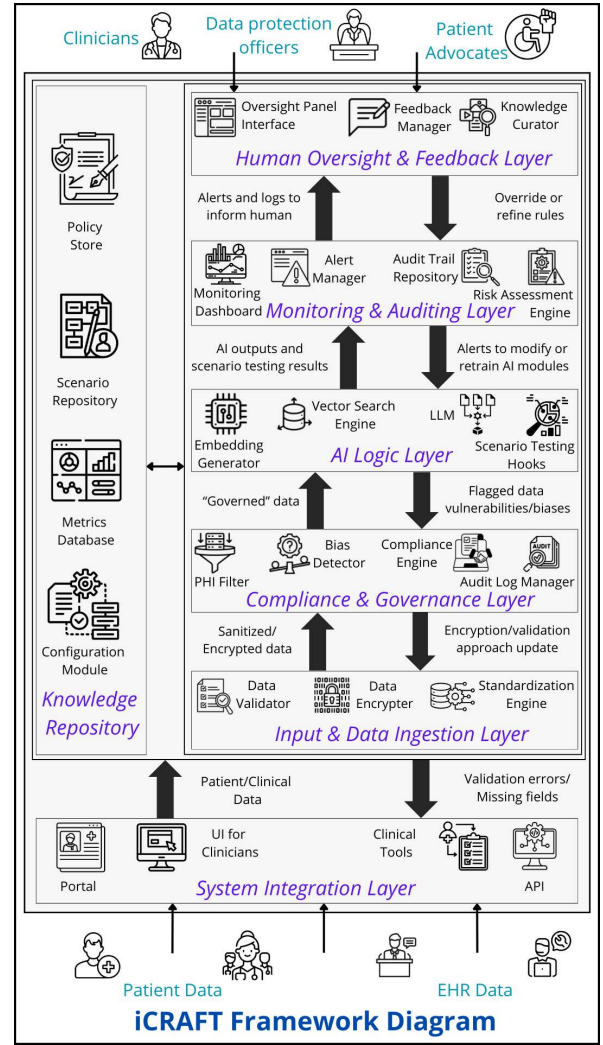 Clinicians
Data protection
officers
Patient
Advocates
Oversight Panel
Interface
Feedback
Manager
Knowledge
Curator
Human Oversight & Feedback Layer
Alerts and logs to
inform human
Override or
refine rules
Policy
Store
Monitoring
Dashboard
Alert
Manager
Audit Trail
Repository
Risk Assessment
Engine
Monitoring & Auditing Layer
AI outputs and
scenario testing results
Alerts to modify or
retrain AI modules
Scenario
Repository
Embedding
Generator
Vector Search
Engine
LLM
Scenario Testing
Hooks
AI Logic Layer
“Governed” data
Flagged data
vulnerabilities/biases
Metrics
Database
PHI Filter
Bias
Detector
Compliance
Engine
AUDIT
Audit Log Manager
Compliance & Governance Layer
Sanitized/
Encrypted data
Encryption/validation
approach update
Configuration
Module
Knowledge
Repository
Data
Validator
Data
Encrypter
Standardization
Engine
Input & Data Ingestion Layer
Patient/Clinical
Data
Validation errors/
Missing fields
Portal
UI for
Clinicians
Clinical
Tools
API
System Integration Layer
Patient Data
EHR Data
iCRAFT Framework Diagram